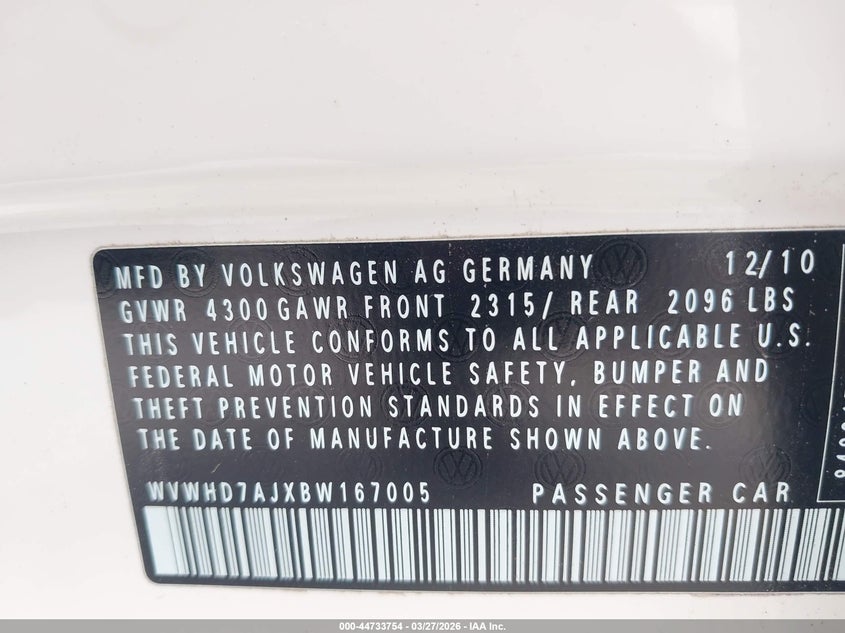 MFD BY VOLKSWAGEN AG GERMANY 12/10
GVWR 4300 GAWR FRONT 2315/ REAR 2096 LBS
THIS VEHICLE CONFORMS TO ALL APPLICABLE U.S.
FEDERAL MOTOR VEHICLE SAFETY, BUMPER AND
THEFT PREVENTION STANDARDS IN EFFECT ON
THE DATE OF MANUFACTURE SHOWN ABOVE.
WVWHD7AJXBW167005 PASSENGER CAR
000-44733754 - 03/27/2026 - IAA Inc.